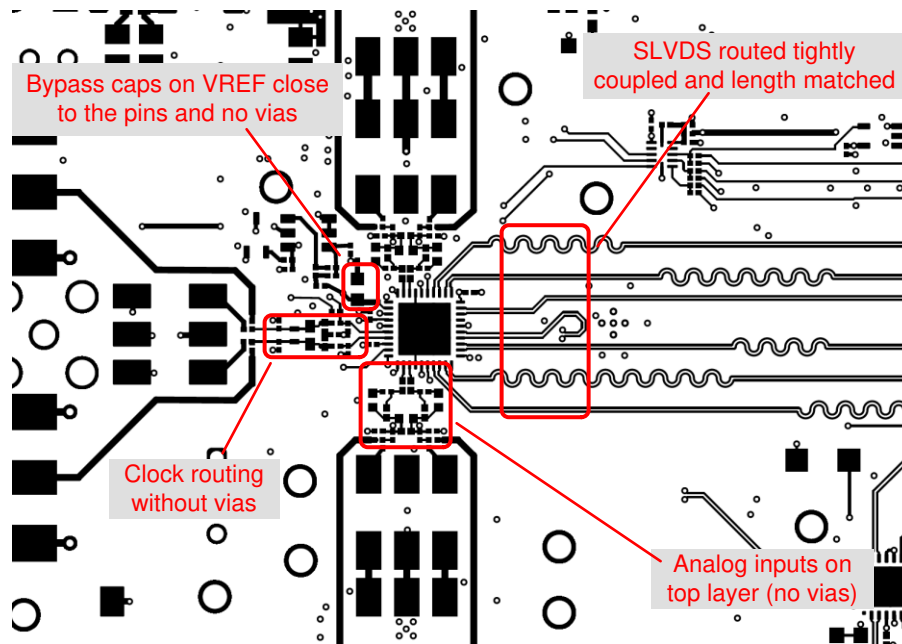 Bypass caps on VREF close
to the pins and no vias
SLVDS routed tightly
coupled and length matched
Clock routing
without vias
Analog inputs on
top layer (no vias)